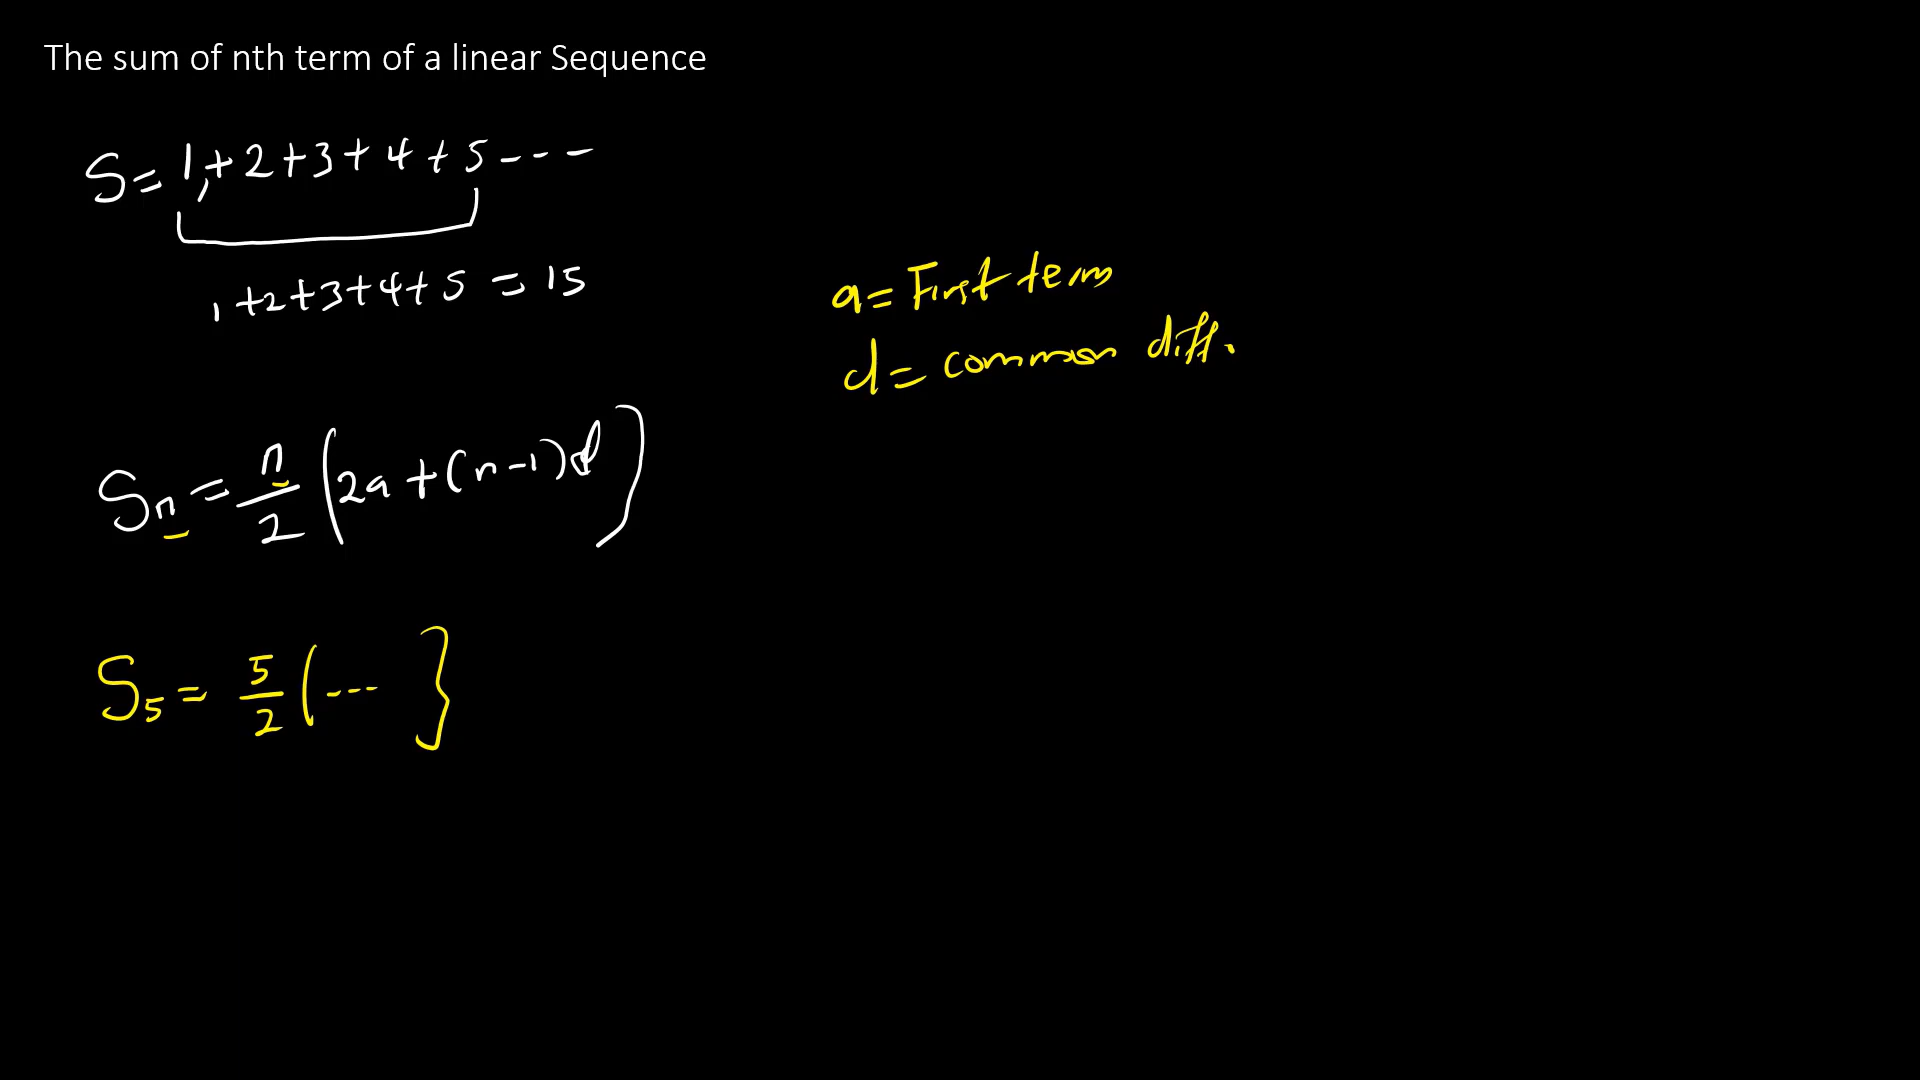 The sum of nth term of a linear Sequence
S = 1, + 2 + 3 + 4 + 5 - - -
1 + 2 + 3 + 4 + 5 = 15
a = First term
d = common diff.
Sn = n/2 (2a + (n - 1)d)
S5 = 5/2 ( --- }